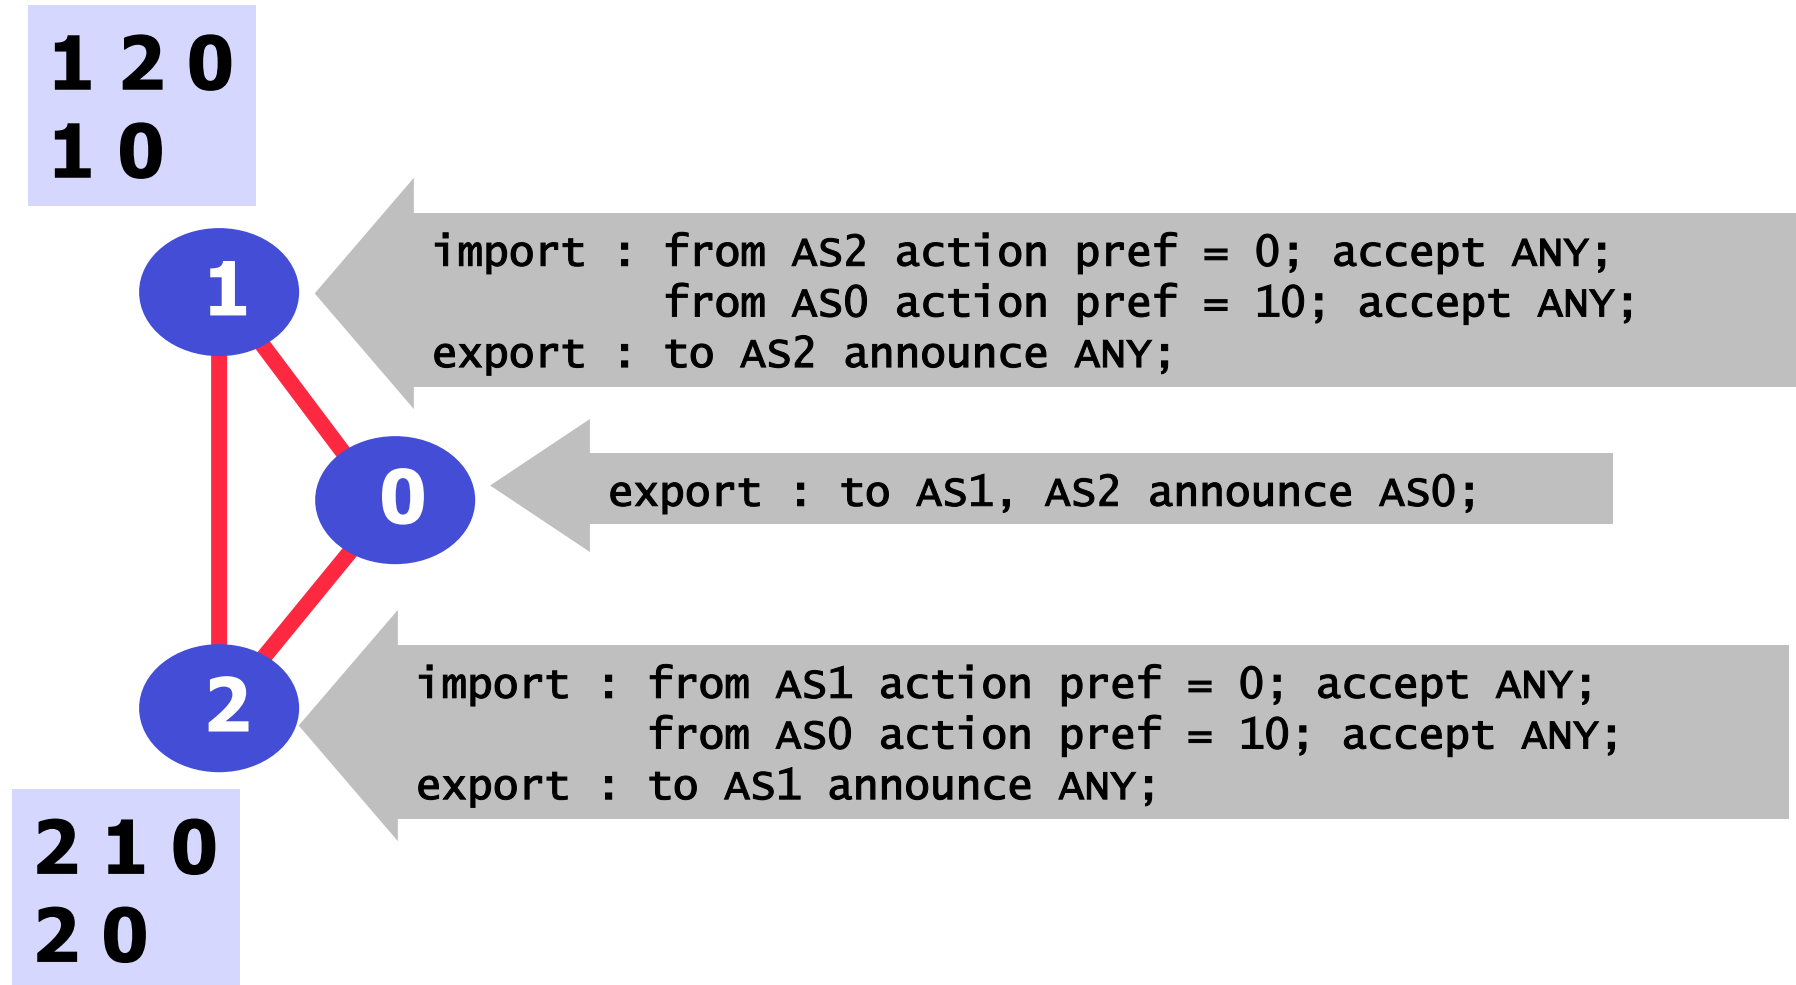 1 2 0
1 0
1
import : from AS2 action pref = 0; accept ANY;
from AS0 action pref = 10; accept ANY;
export : to AS2 announce ANY;
0
export : to AS1, AS2 announce AS0;
2
import : from AS1 action pref = 0; accept ANY;
from AS0 action pref = 10; accept ANY;
export : to AS1 announce ANY;
2 1 0
2 0